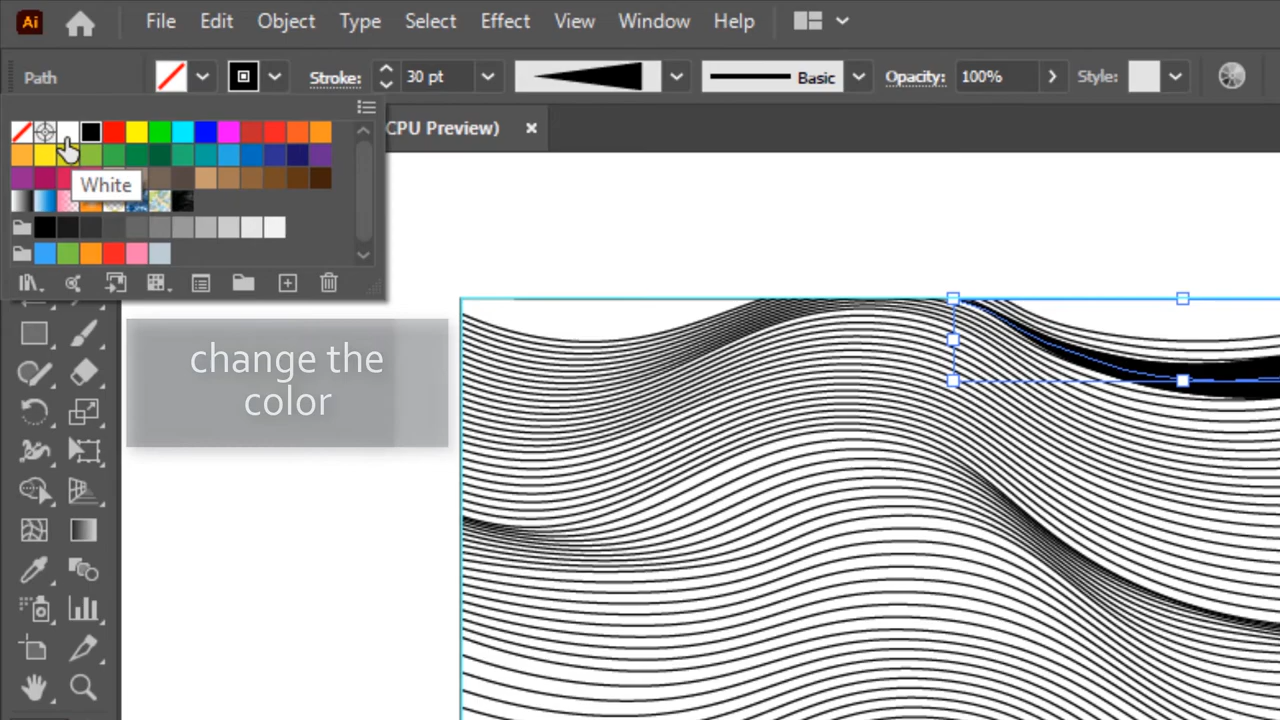 Ai File Edit Object Type Select Effect View Window Help
Path Stroke: 30 pt Basic Opacity: 100% Style:
CPU Preview) ×
White
change the
color